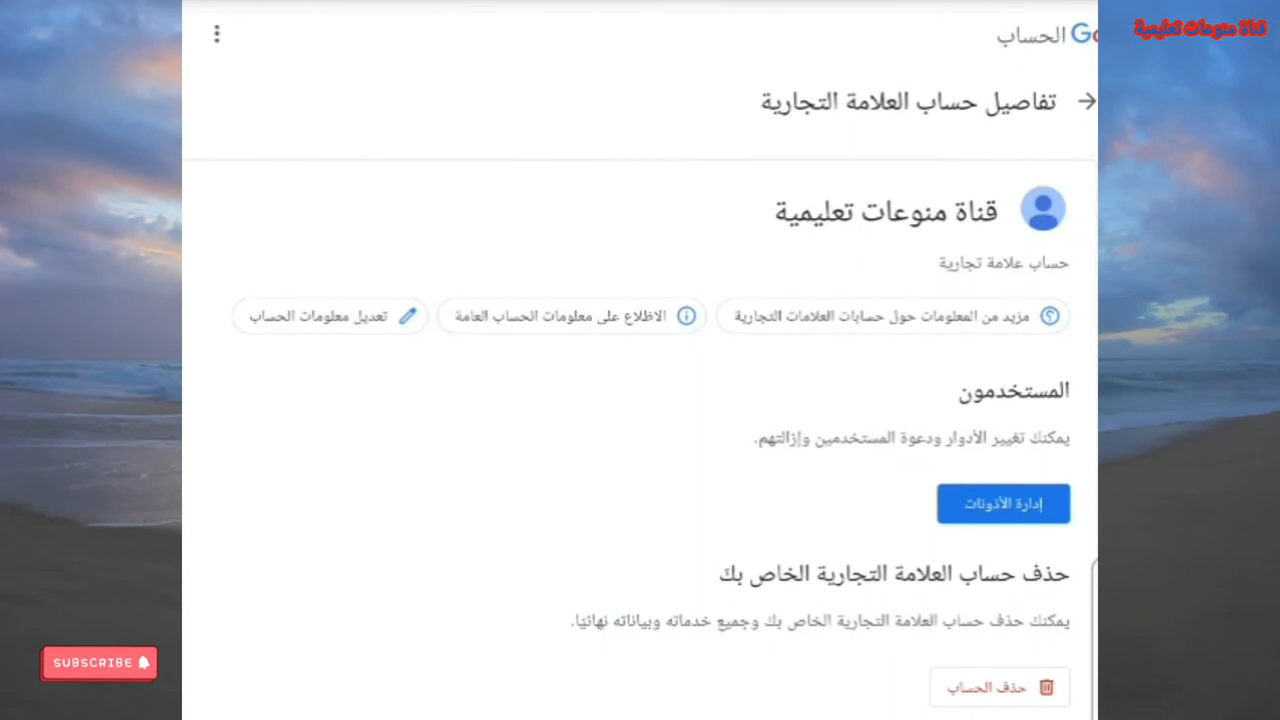 قناة منوعات تعليمية
الحساب Go
تفاصيل حساب العلامة التجارية
قناة منوعات تعليمية
حساب علامة تجارية
مزيد من المعلومات حول حسابات العلامات التجارية
الاطّلاع على معلومات الحساب العامة
تعديل معلومات الحساب
المستخدمون
يمكنك تغيير الأدوار ودعوة المستخدمين وإزالتهم.
إدارة الأذونات
حذف حساب العلامة التجارية الخاص بك
يمكنك حذف حساب العلامة التجارية الخاص بك وجميع خدماته وبياناته نهائيًا.
حذف الحساب
SUBSCRIBE